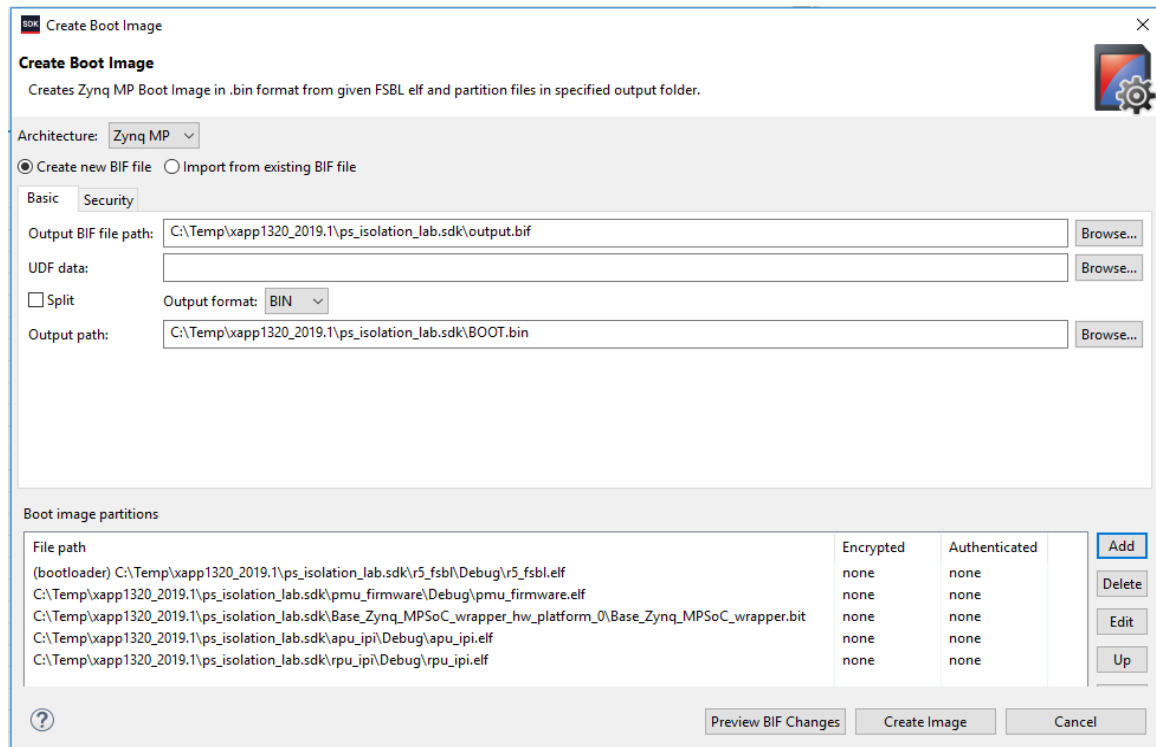 SDK Create Boot Image
Create Boot Image
Creates Zynq MP Boot Image in .bin format from given FSBL elf and partition files in specified output folder.
Architecture: Zynq MP
Create new BIF file Import from existing BIF file
Basic Security
Output BIF file path: C:\Temp\xapp1320_2019.1\ps_isolation_lab.sdk\output.bif Browse...
UDF data: Browse...
Split Output format: BIN
Output path: C:\Temp\xapp1320_2019.1\ps_isolation_lab.sdk\BOOT.bin Browse...
Boot image partitions
File path Encrypted Authenticated Add
(bootloader) C:\Temp\xapp1320_2019.1\ps_isolation_lab.sdk\r5_fsbl\Debug\r5_fsbl.elf none none
C:\Temp\xapp1320_2019.1\ps_isolation_lab.sdk\pmu_firmware\Debug\pmu_firmware.elf none none Delete
C:\Temp\xapp1320_2019.1\ps_isolation_lab.sdk\Base_Zynq_MPSoC_wrapper_hw_platform_0\Base_Zynq_MPSoC_wrapper.bit none none Edit
C:\Temp\xapp1320_2019.1\ps_isolation_lab.sdk\apu_ipi\Debug\apu_ipi.elf none none
C:\Temp\xapp1320_2019.1\ps_isolation_lab.sdk\rpu_ipi\Debug\rpu_ipi.elf none none Up
? Preview BIF Changes Create Image Cancel